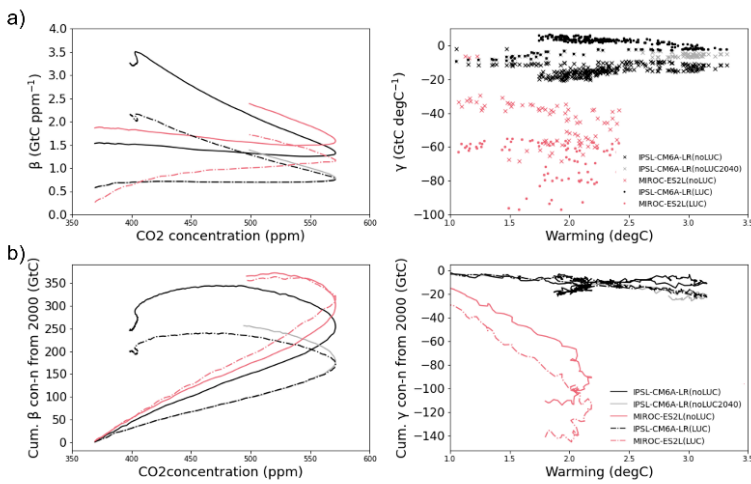 a)
4.0
3.5
3.0
2.5
2.0
1.5
1.0
0.5
0.0
β (GtC ppm⁻¹)
350 400 450 500 550 600
CO2 concentration (ppm)
0
−20
−40
−60
−80
−100
γ (GtC degC⁻¹)
IPSL-CM6A-LR(noLUC)
IPSL-CM6A-LR(noLUC2040)
MIROC-ES2L(noLUC)
IPSL-CM6A-LR(LUC)
MIROC-ES2L(LUC)
1.0 1.5 2.0 2.5 3.0 3.5
Warming (degC)
b)
350
300
250
200
150
100
50
0
Cum. β con-n from 2000 (GtC)
350 400 450 500 550 600
CO2concentration (ppm)
0
−20
−40
−60
−80
−100
−120
−140
Cum. γ con-n from 2000 (GtC)
IPSL-CM6A-LR(noLUC)
IPSL-CM6A-LR(noLUC2040)
MIROC-ES2L(noLUC)
IPSL-CM6A-LR(LUC)
MIROC-ES2L(LUC)
1.0 1.5 2.0 2.5 3.0 3.5
Warming (degC)